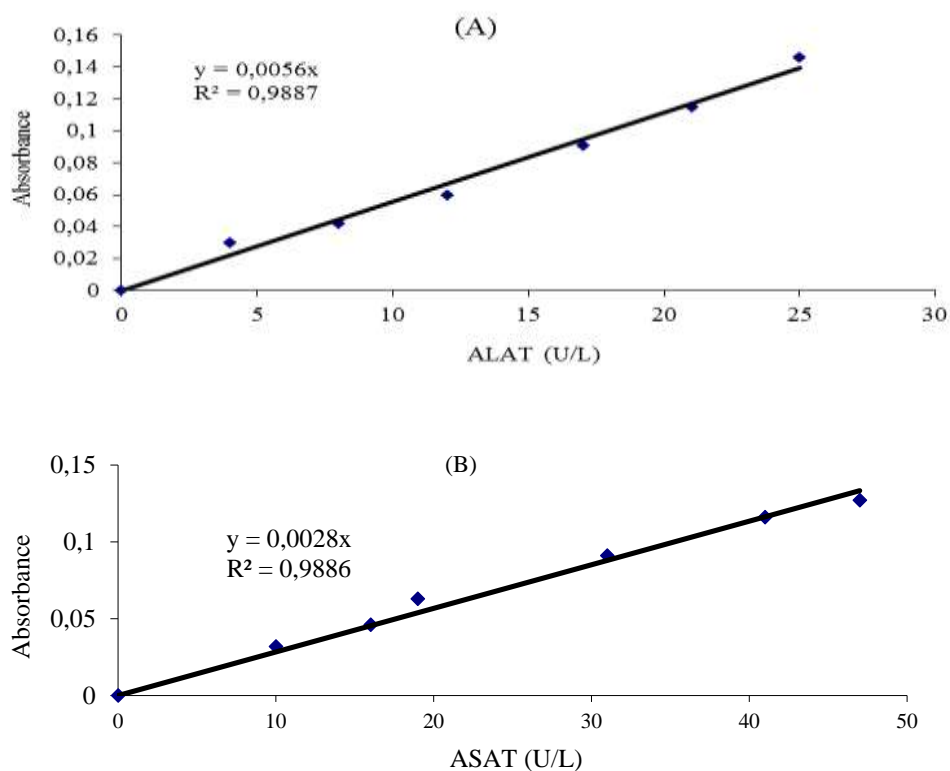 (A)
0,16
0,14
0,12
0,1
0,08
0,06
0,04
0,02
0
y = 0,0056x
R² = 0,9887
Absorbance
0 5 10 15 20 25 30
ALAT (U/L)
(B)
0,15
0,1
0,05
0
y = 0,0028x
R² = 0,9886
Absorbance
0 10 20 30 40 50
ASAT (U/L)